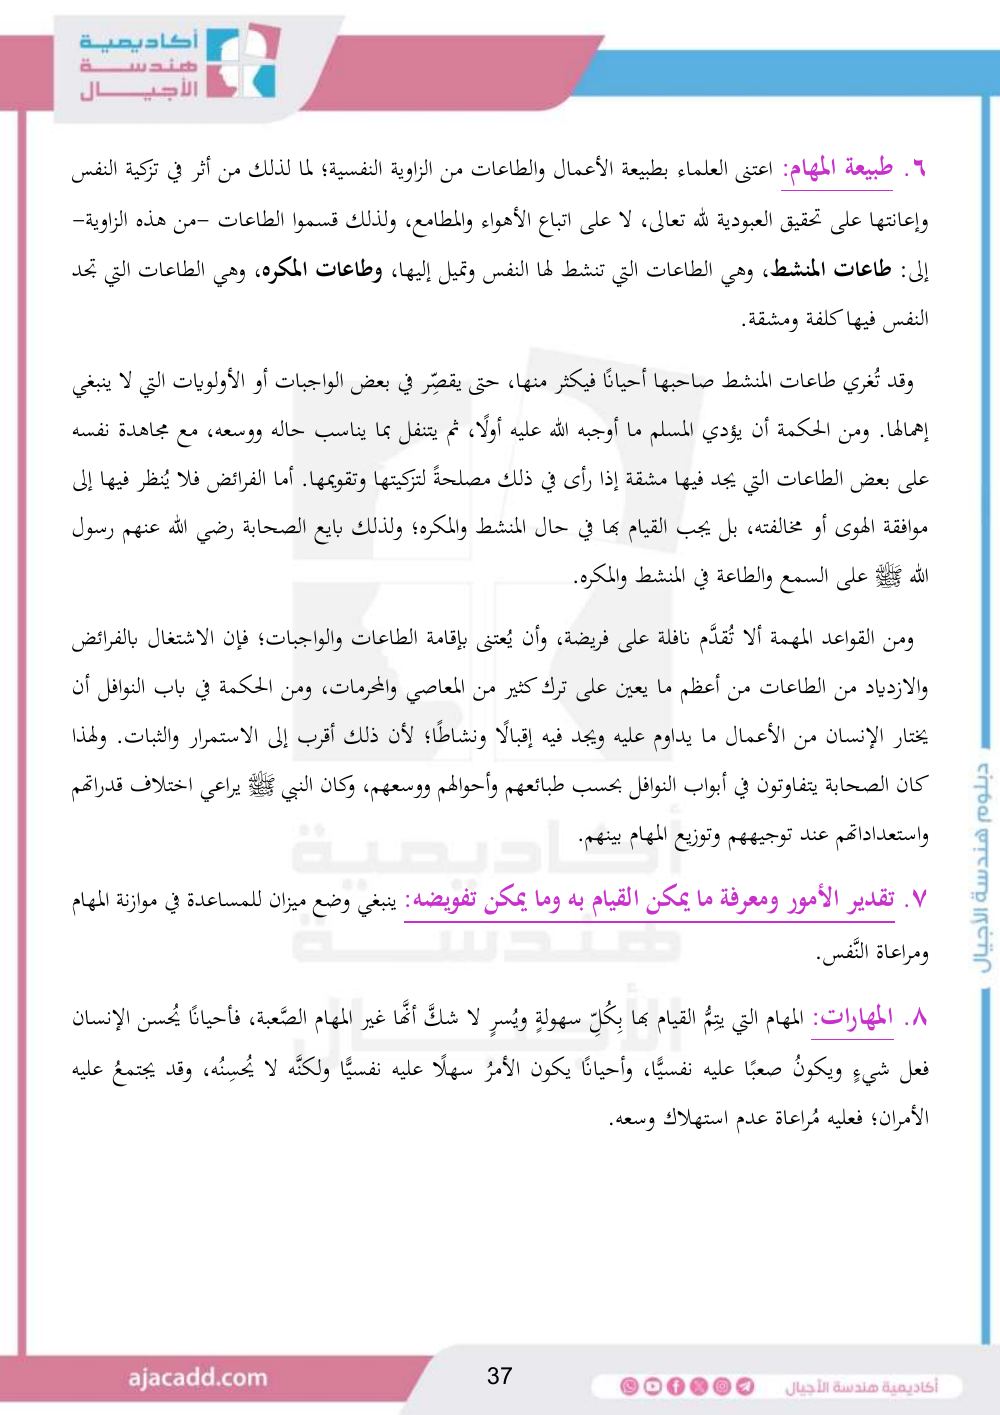 أكاديمية
هندسة
الأجيال
٦. طبيعة المهام: اعتنى العلماء بطبيعة الأعمال والطاعات من الزاوية النفسية؛ لما لذلك من أثر في تزكية النفس
وإعانتها على تحقيق العبودية لله تعالى، لا على اتباع الأهواء والمطامع، ولذلك قسموا الطاعات –من هذه الزاوية–
إلى: طاعات المنشط، وهي الطاعات التي تنشط لها النفس وتميل إليها، وطاعات المكره، وهي الطاعات التي تجد
النفس فيها كلفة ومشقة.
وقد تُغري طاعات المنشط صاحبها أحيانًا فيكثر منها، حتى يقصِّر في بعض الواجبات أو الأولويات التي لا ينبغي
إهمالها. ومن الحكمة أن يؤدي المسلم ما أوجبه الله عليه أولًا، ثم يتنفل بما يناسب حاله ووسعه، مع مجاهدة نفسه
على بعض الطاعات التي يجد فيها مشقة إذا رأى في ذلك مصلحةً لتزكيتها وتقويمها. أما الفرائض فلا يُنظر فيها إلى
موافقة الهوى أو مخالفته، بل يجب القيام بها في حال المنشط والمكره؛ ولذلك بايع الصحابة رضي الله عنهم رسول
الله ﷺ على السمع والطاعة في المنشط والمكره.
ومن القواعد المهمة ألا تُقدَّم نافلة على فريضة، وأن يُعتنى بإقامة الطاعات والواجبات؛ فإن الاشتغال بالفرائض
والازدياد من الطاعات من أعظم ما يعين على ترك كثير من المعاصي والمحرمات، ومن الحكمة في باب النوافل أن
يختار الإنسان من الأعمال ما يداوم عليه ويجد فيه إقبالًا ونشاطًا؛ لأن ذلك أقرب إلى الاستمرار والثبات. ولهذا
كان الصحابة يتفاوتون في أبواب النوافل بحسب طبائعهم وأحوالهم ووسعهم، وكان النبي ﷺ يراعي اختلاف قدراتهم
واستعداداتهم عند توجيههم وتوزيع المهام بينهم.
٧. تقدير الأمور ومعرفة ما يمكن القيام به وما يمكن تفويضه: ينبغي وضع ميزان للمساعدة في موازنة المهام
ومراعاة النَّفس.
٨. المهارات: المهام التي يتِمُّ القيام بها بِكُلِّ سهولةٍ ويُسرٍ لا شكَّ أنَّها غير المهام الصَّعبة، فأحيانًا يُحسن الإنسان
فعل شيءٍ ويكونُ صعبًا عليه نفسيًّا، وأحيانًا يكون الأمرُ سهلًا عليه نفسيًّا ولكنَّه لا يُحسِنُه، وقد يجتمعُ عليه
الأمران؛ فعليه مُراعاة عدم استهلاك وسعه.
دبلوم هندسة الأجيال
أكاديمية
هندسة
الأجيال
ajacadd.com
37
أكاديمية هندسة الأجيال